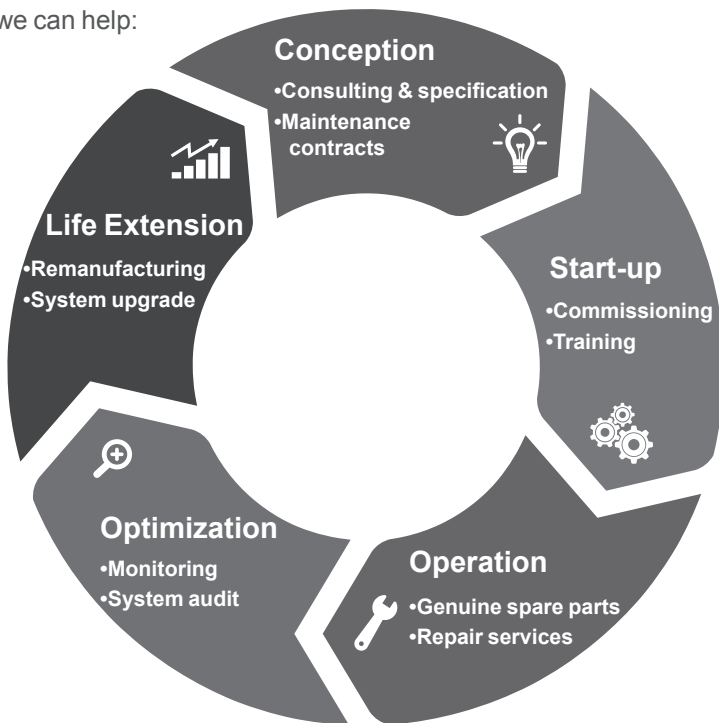 we can help:
Conception
•Consulting & specification
•Maintenance
contracts
Start-up
•Commissioning
•Training
Operation
•Genuine spare parts
•Repair services
Optimization
•Monitoring
•System audit
Life Extension
•Remanufacturing
•System upgrade